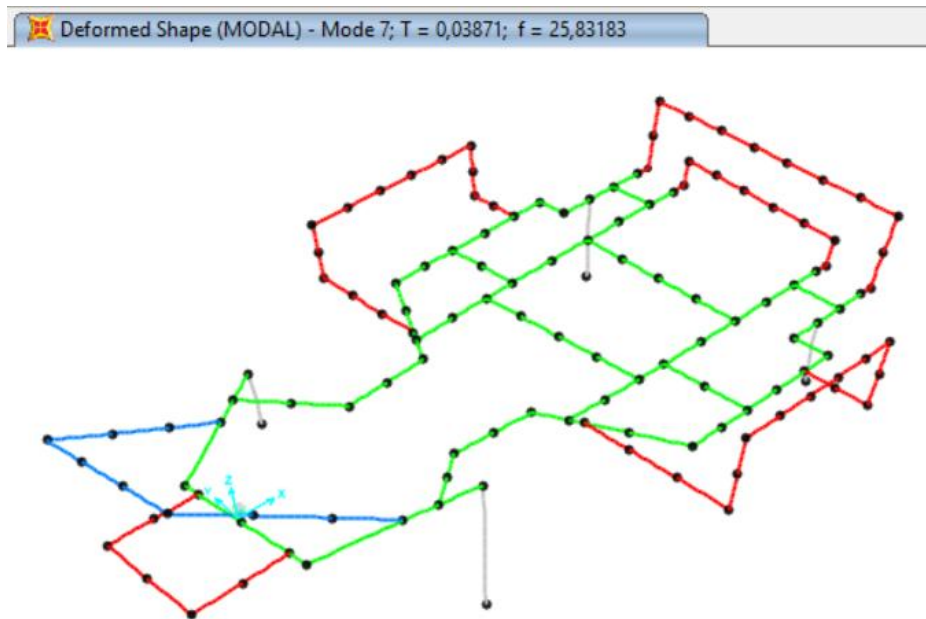 Deformed Shape (MODAL) - Mode 7; T = 0,03871; f = 25,83183
Z
Y
X